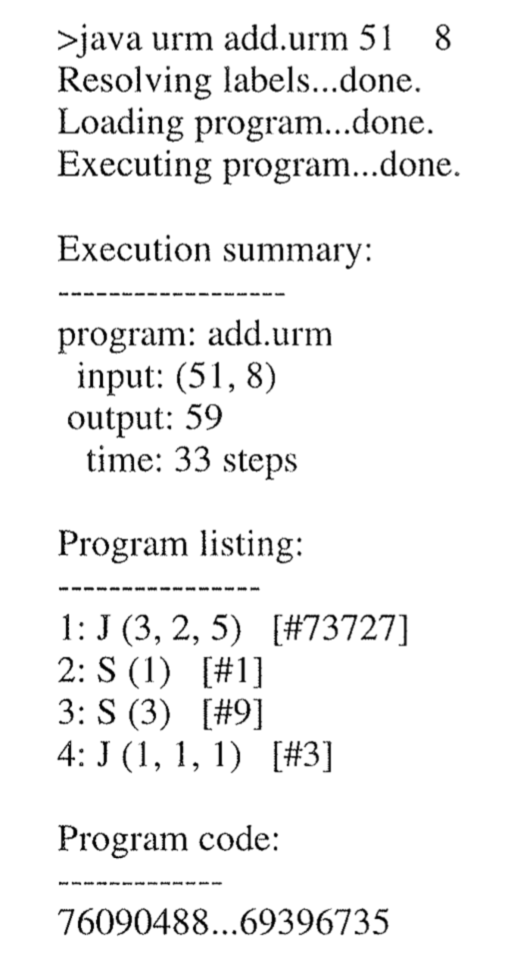 >java urm add.urm 51 8
Resolving labels...done.
Loading program...done.
Executing program...done.
Execution summary:
------------------
program: add.urm
input: (51, 8)
output: 59
time: 33 steps
Program listing:
----------------
1: J (3, 2, 5) [#73727]
2: S (1) [#1]
3: S (3) [#9]
4: J (1, 1, 1) [#3]
Program code:
-------------
76090488...69396735